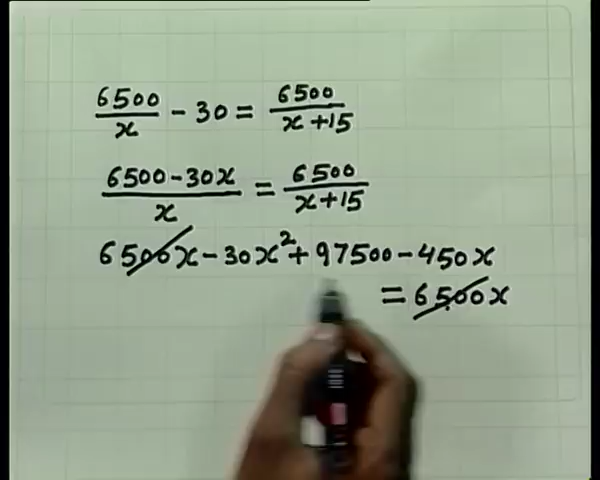 6500/x - 30 = 6500/x+15
6500-30x/x = 6500/x+15
6500x - 30x² + 97500 - 450x
= 6500x